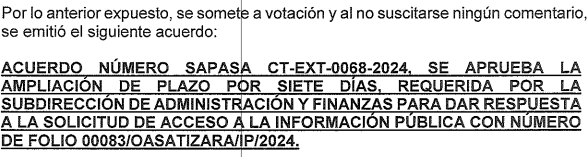 Por lo anterior expuesto, se somete a votación y al no suscitarse ningún comentario,
se emitió el siguiente acuerdo:
ACUERDO NÚMERO SAPASA CT-EXT-0068-2024, SE APRUEBA LA
AMPLIACIÓN DE PLAZO POR SIETE DÍAS, REQUERIDA POR LA
SUBDIRECCIÓN DE ADMINISTRACIÓN Y FINANZAS PARA DAR RESPUESTA
A LA SOLICITUD DE ACCESO A LA INFORMACIÓN PÚBLICA CON NÚMERO
DE FOLIO 00083/OASATIZARA/IP/2024.